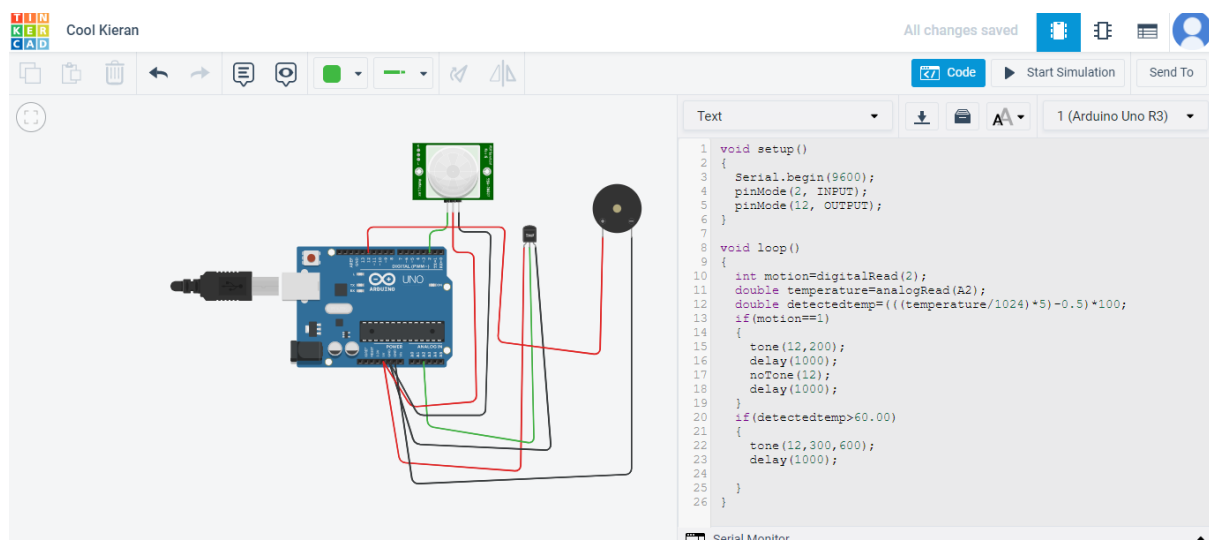 TIN
KER
CAD
Cool Kieran
All changes saved
Code
Start Simulation
Send To
Text
1 (Arduino Uno R3)
DIGITAL (PWM~)
UNO
ARDUINO
POWER
ANALOG IN
1 void setup()
2 {
3 Serial.begin(9600);
4 pinMode(2, INPUT);
5 pinMode(12, OUTPUT);
6 }
7
8 void loop()
9 {
10 int motion=digitalRead(2);
11 double temperature=analogRead(A2);
12 double detectedtemp=(((temperature/1024)*5)-0.5)*100;
13 if(motion==1)
14 {
15 tone(12,200);
16 delay(1000);
17 noTone(12);
18 delay(1000);
19 }
20 if(detectedtemp>60.00)
21 {
22 tone(12,300,600);
23 delay(1000);
24
25 }
26 }
Serial Monitor